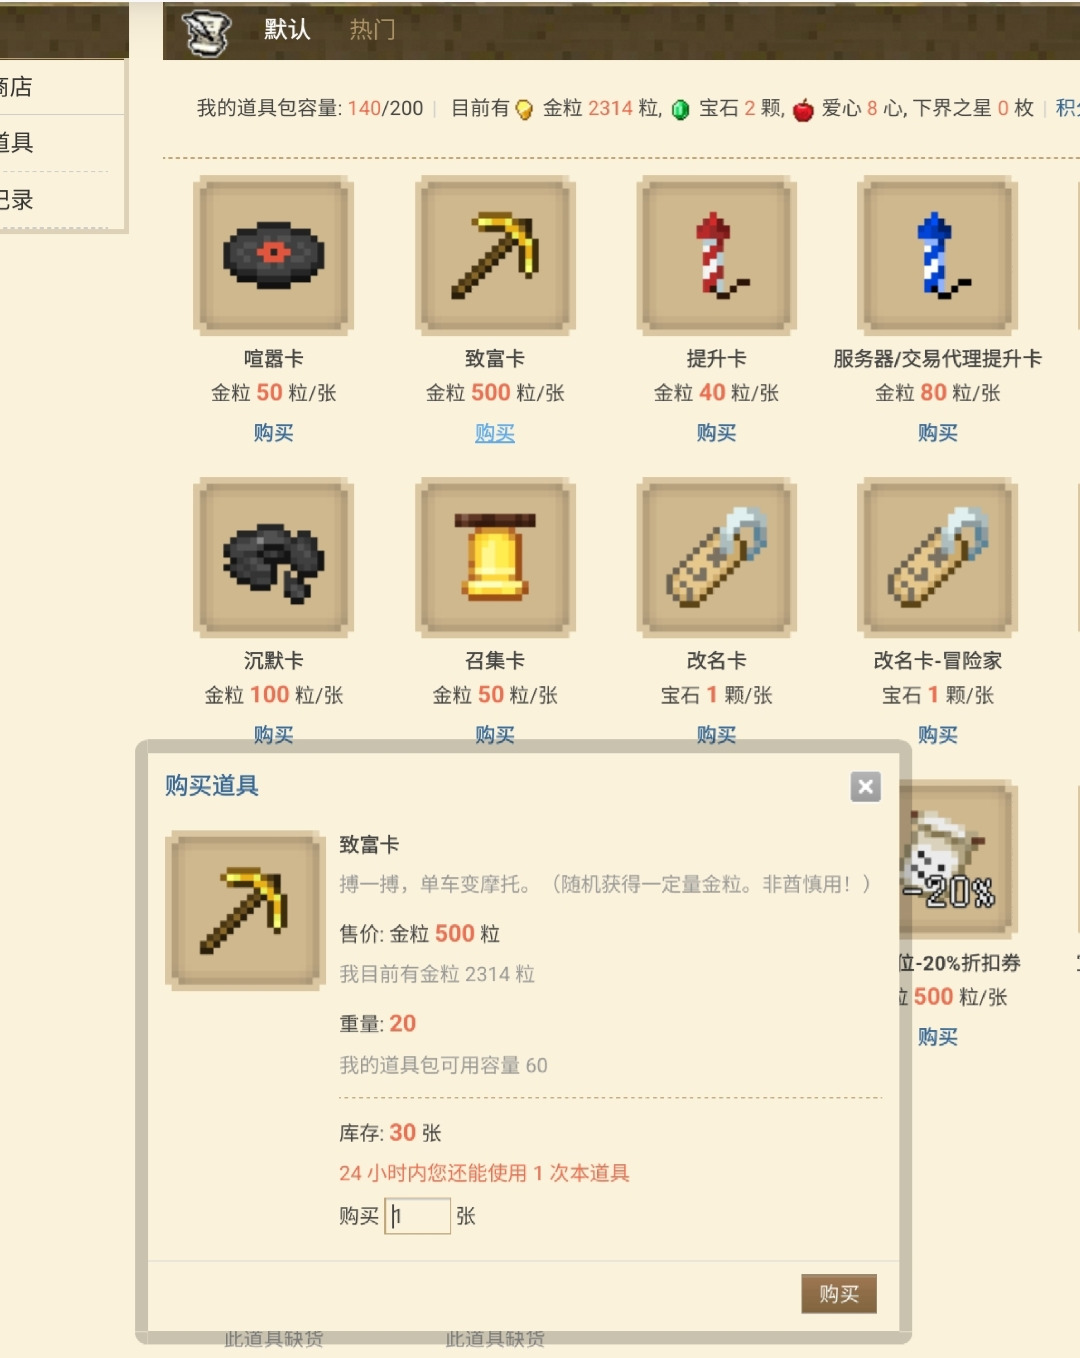 默认 热门
商店
道具
记录
我的道具包容量: 140/200 | 目前有 金粒 2314 粒, 宝石 2 颗, 爱心 8 心, 下界之星 0 枚 | 积分
喧嚣卡 致富卡 提升卡 服务器/交易代理提升卡
金粒 50 粒/张 金粒 500 粒/张 金粒 40 粒/张 金粒 80 粒/张
购买 购买 购买 购买
沉默卡 召集卡 改名卡 改名卡-冒险家
金粒 100 粒/张 金粒 50 粒/张 宝石 1 颗/张 宝石 1 颗/张
购买 购买 购买 购买
购买道具
致富卡
搏一搏，单车变摩托。（随机获得一定量金粒。非酋慎用！）
售价: 金粒 500 粒
我目前有金粒 2314 粒
重量: 20
我的道具包可用容量 60
库存: 30 张
24 小时内您还能使用 1 次本道具
购买 1 张
购买
-20%
位-20%折扣券
粒 500 粒/张
购买
此道具缺货 此道具缺货